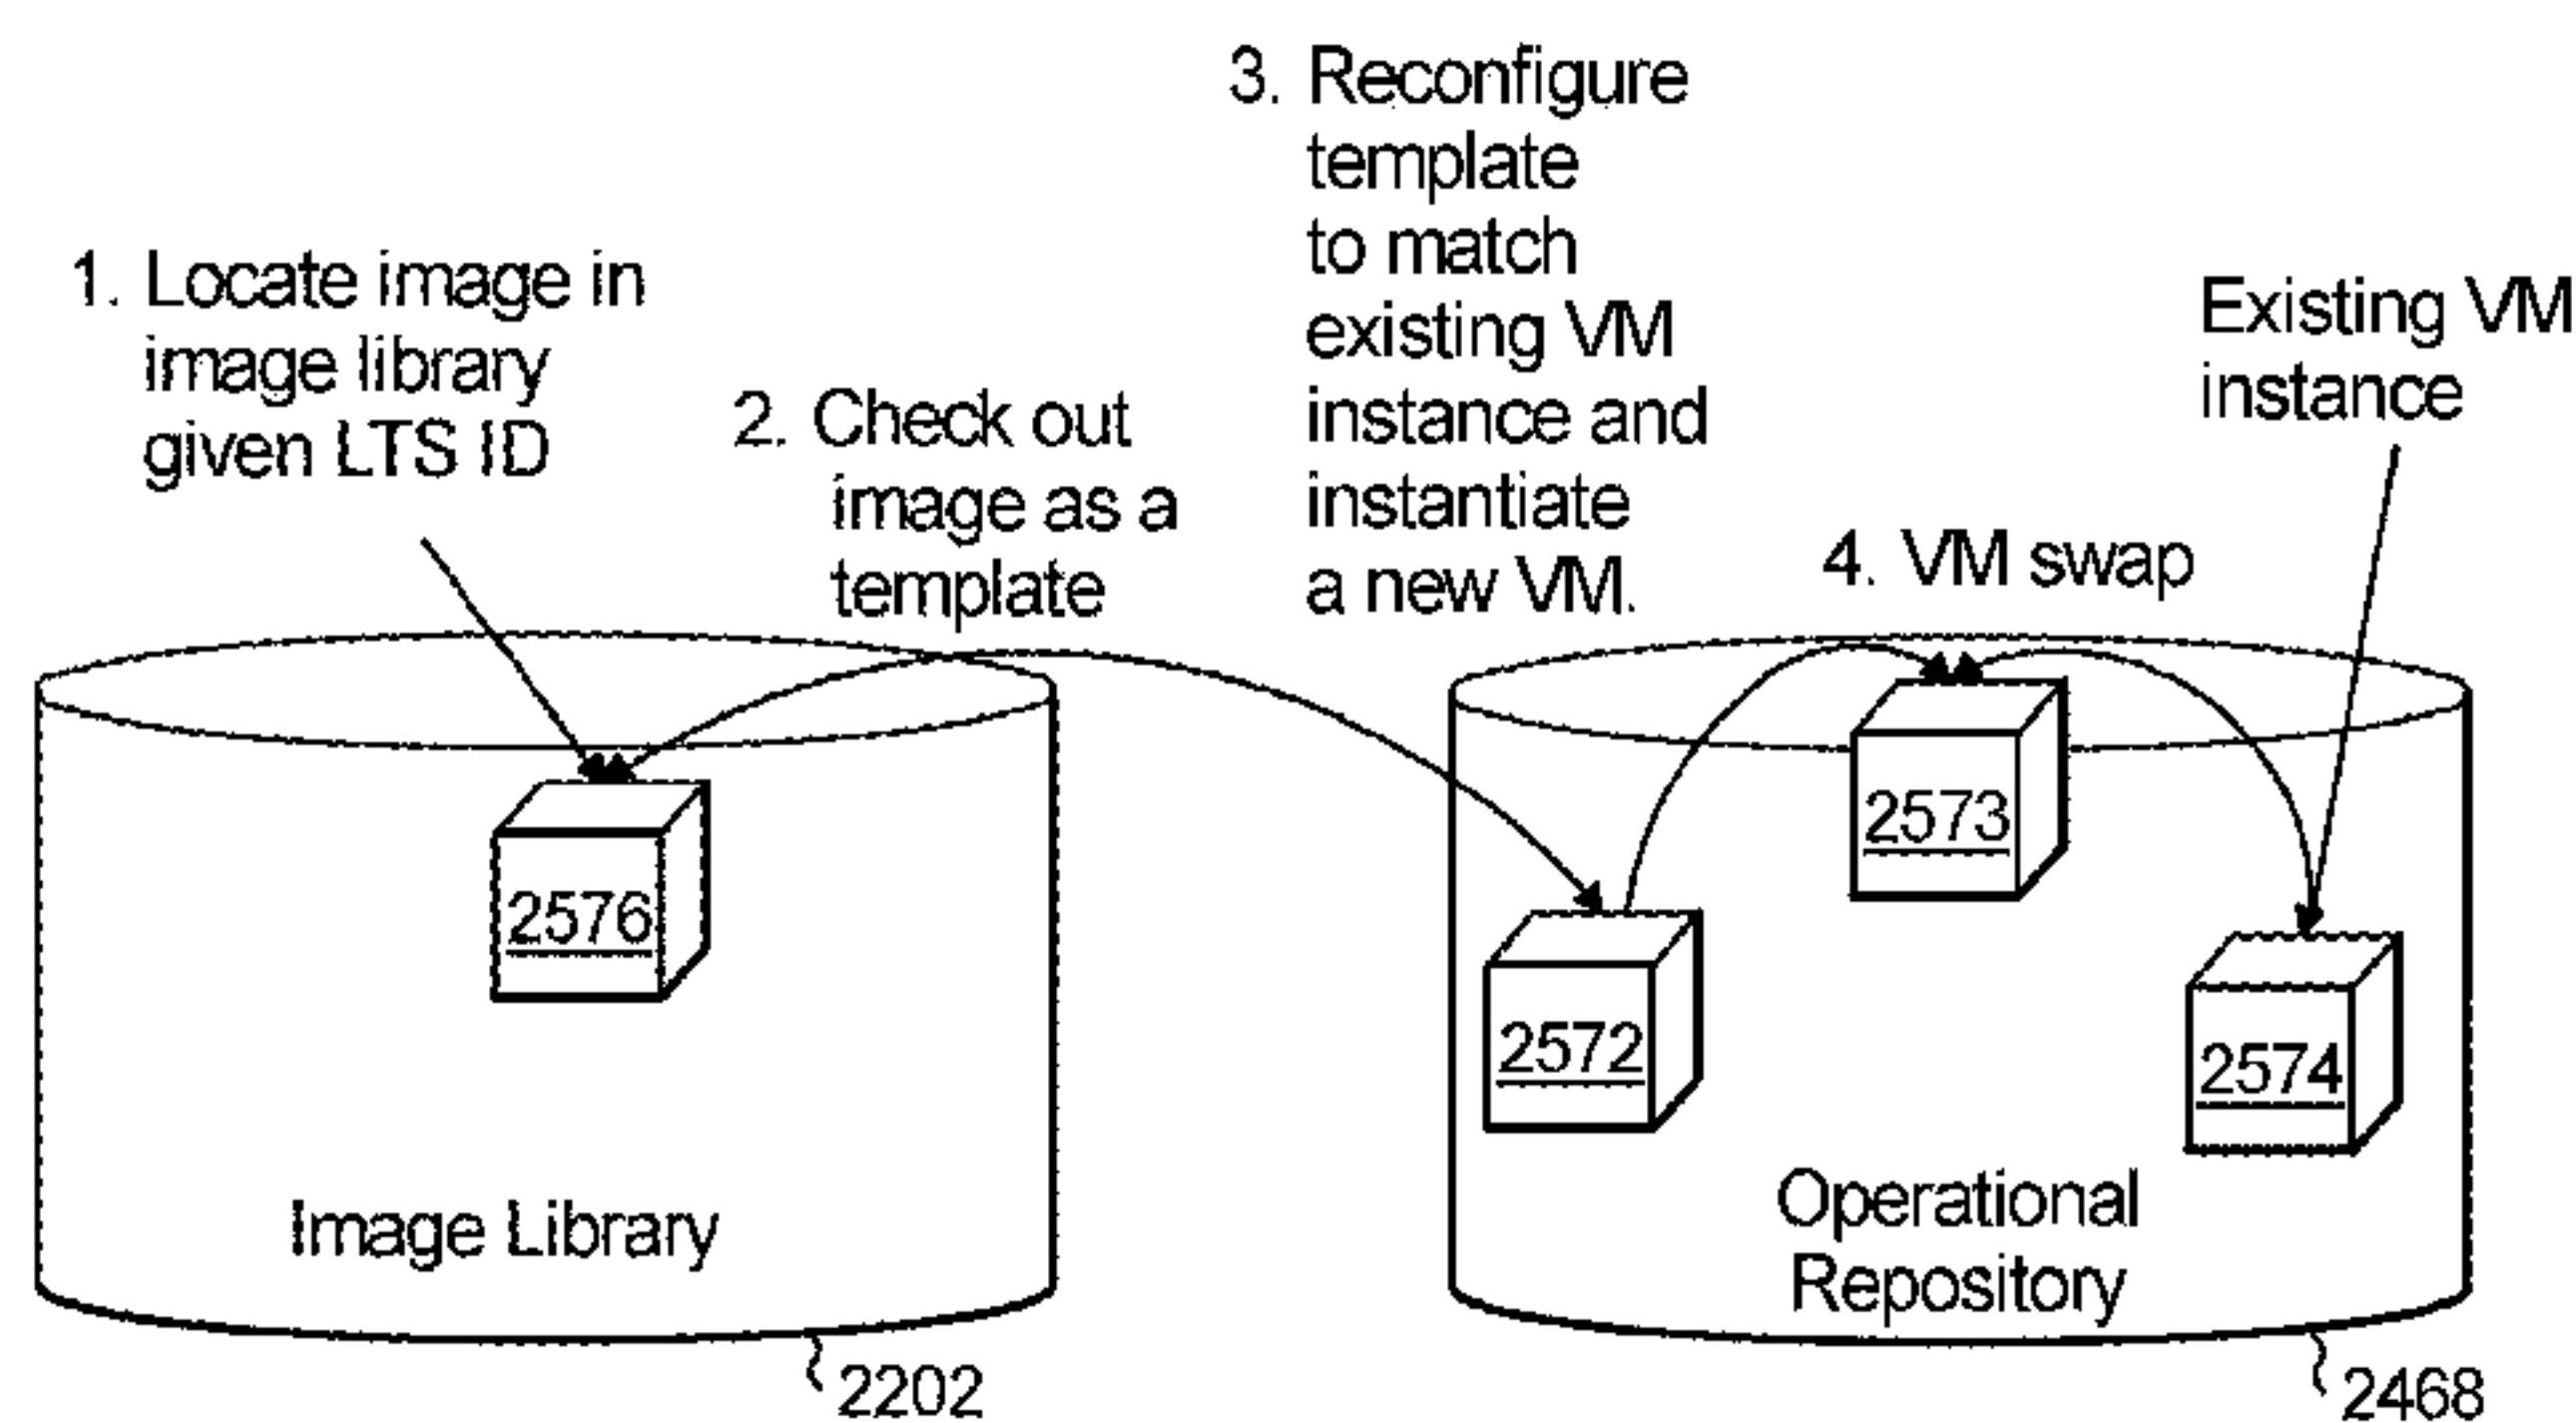 1. Locate image in
image library
given LTS ID
2. Check out
image as a
template
3. Reconfigure
template
to match
existing VM
instance and
instantiate
a new VM.
4. VM swap
Existing VM
instance
2576
2573
2572
2574
Image Library
Operational
Repository
2202
2468